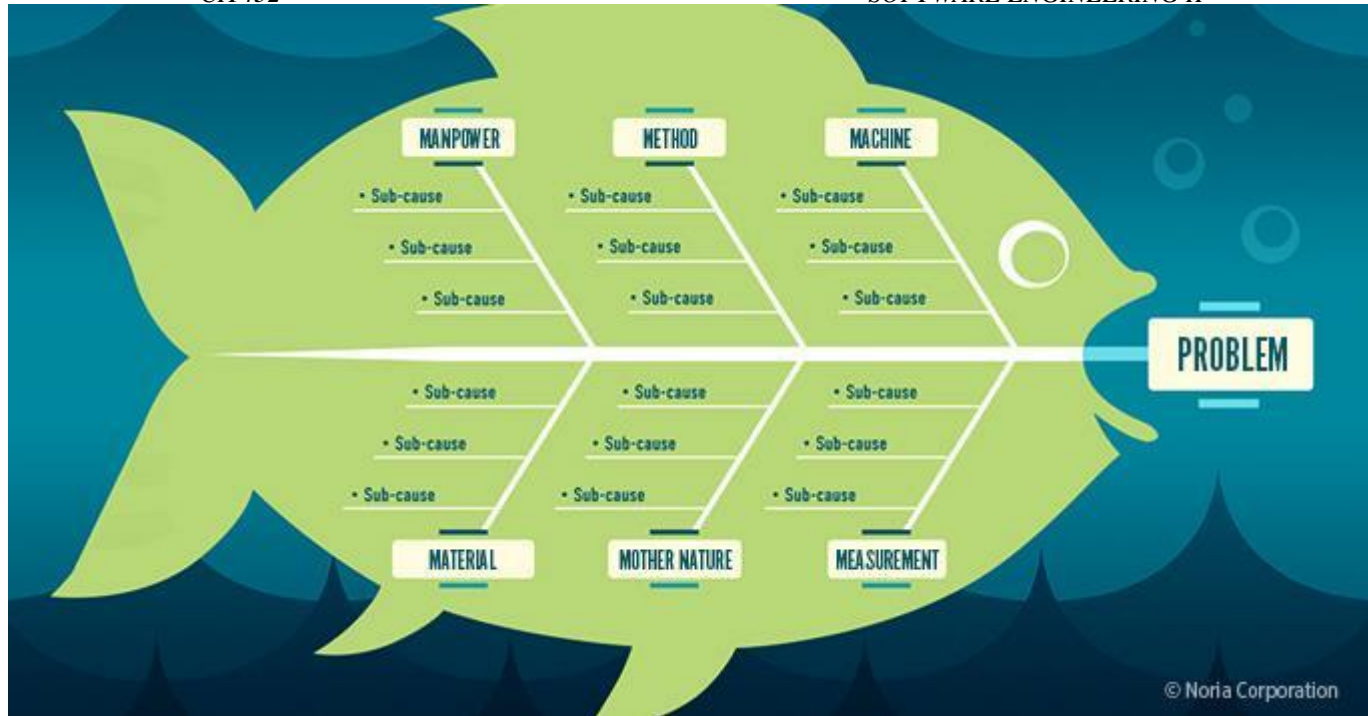 MANPOWER
METHOD
MACHINE
• Sub-cause
• Sub-cause
• Sub-cause
• Sub-cause
• Sub-cause
• Sub-cause
• Sub-cause
• Sub-cause
• Sub-cause
PROBLEM
• Sub-cause
• Sub-cause
• Sub-cause
• Sub-cause
• Sub-cause
• Sub-cause
• Sub-cause
• Sub-cause
• Sub-cause
MATERIAL
MOTHER NATURE
MEASUREMENT
© Noria Corporation